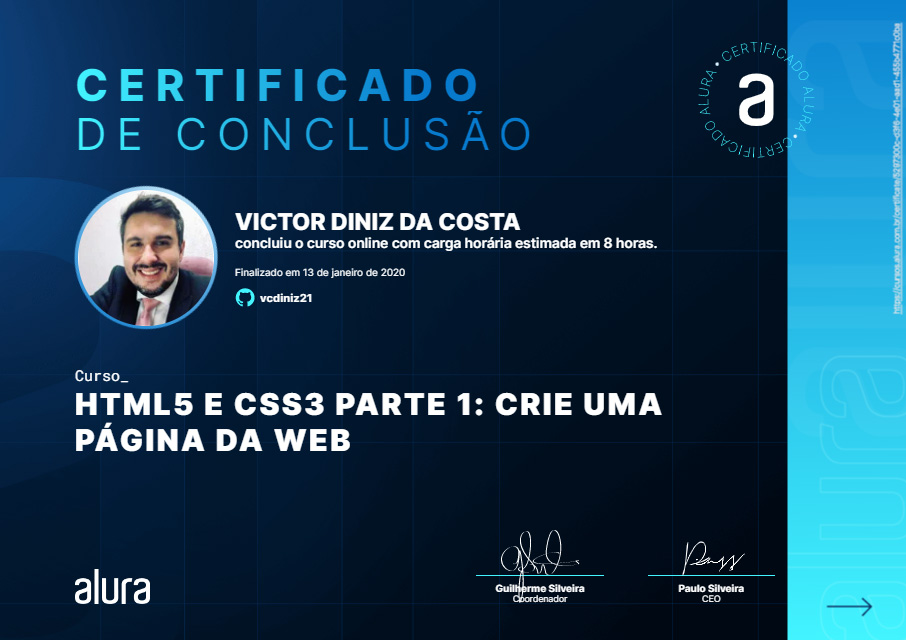 CERTIFICADO
DE CONCLUSÃO
CERTIFICADO ALURA • CERTIFICADO ALURA •
a
VICTOR DINIZ DA COSTA
concluiu o curso online com carga horária estimada em 8 horas.
Finalizado em 13 de janeiro de 2020
vcdiniz21
Curso_
HTML5 E CSS3 PARTE 1: CRIE UMA
PÁGINA DA WEB
alura
Guilherme Silveira
Coordenador
Paulo Silveira
CEO
alura